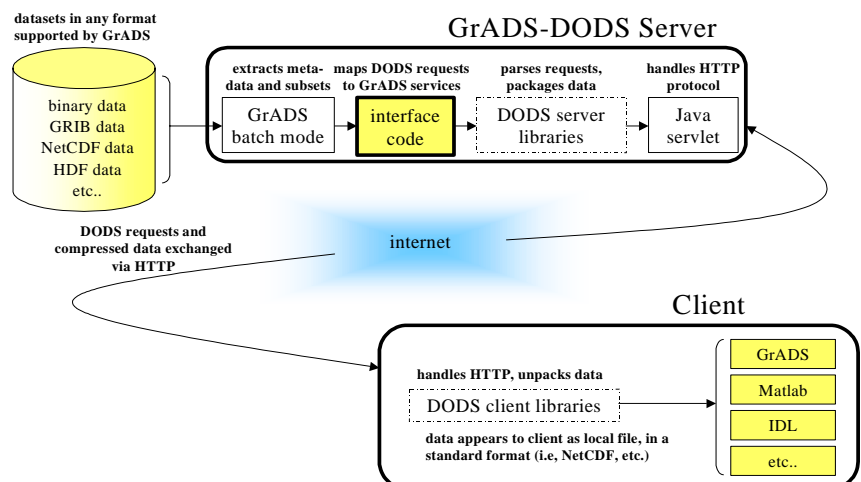 datasets in any format
supported by GrADS
GrADS-DODS Server
extracts meta-
data and subsets
maps DODS requests
to GrADS services
parses requests,
packages data
handles HTTP
protocol
binary data
GRIB data
NetCDF data
HDF data
etc..
GrADS
batch mode
interface
code
DODS server
libraries
Java
servlet
DODS requests and
compressed data exchanged
via HTTP
internet
Client
handles HTTP, unpacks data
DODS client libraries
data appears to client as local file, in a
standard format (i.e, NetCDF, etc.)
GrADS
Matlab
IDL
etc..